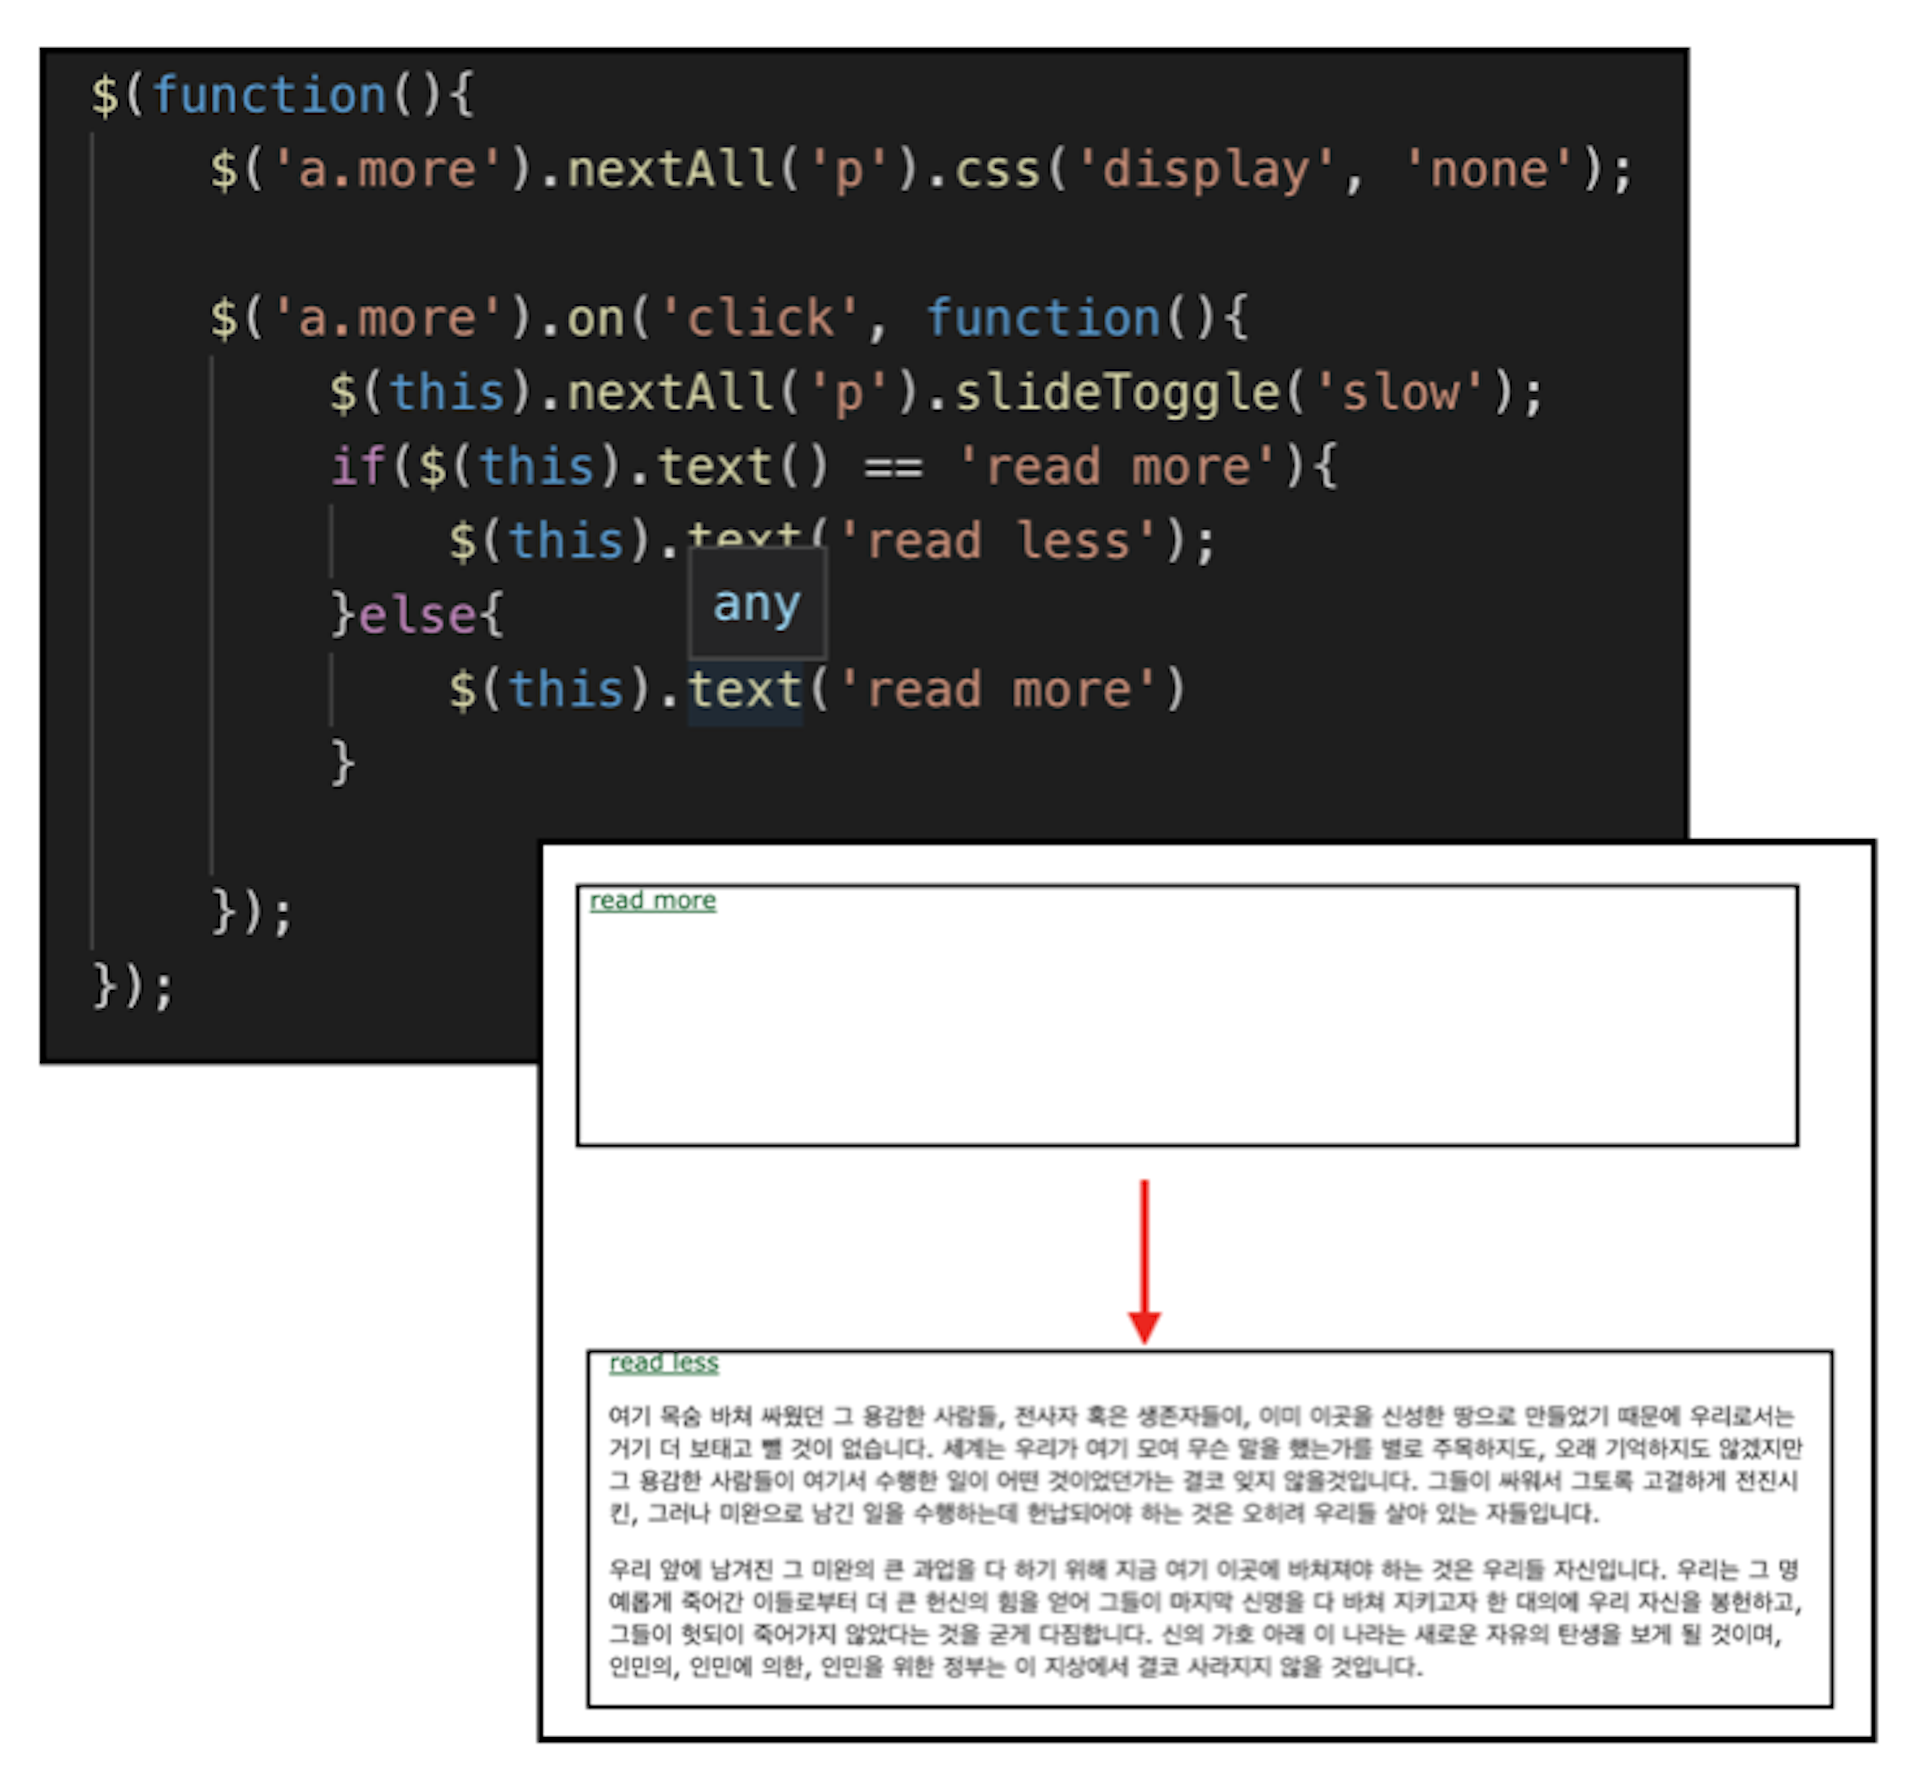 $(function(){
$('a.more').nextAll('p').css('display', 'none');
$('a.more').on('click', function(){
$(this).nextAll('p').slideToggle('slow');
if($(this).text() == 'read more'){
$(this).text('read less');
any
}else{
$(this).text('read more')
}
});
});
read more
read less
여기 목숨 바쳐 싸웠던 그 용감한 사람들, 전사자 혹은 생존자들이, 이미 이곳을 신성한 땅으로 만들었기 때문에 우리로서는
거기 더 보태고 뺄 것이 없습니다. 세계는 우리가 여기 모여 무슨 말을 했는가를 별로 주목하지도, 오래 기억하지도 않겠지만
그 용감한 사람들이 여기서 수행한 일이 어떤 것이었던가는 결코 잊지 않을것입니다. 그들이 싸워서 그토록 고결하게 전진시
킨, 그러나 미완으로 남긴 일을 수행하는데 헌납되어야 하는 것은 오히려 우리들 살아 있는 자들입니다.
우리 앞에 남겨진 그 미완의 큰 과업을 다 하기 위해 지금 여기 이곳에 바쳐져야 하는 것은 우리들 자신입니다. 우리는 그 명
예롭게 죽어간 이들로부터 더 큰 헌신의 힘을 얻어 그들이 마지막 신명을 다 바쳐 지키고자 한 대의에 우리 자신을 봉헌하고,
그들이 헛되이 죽어가지 않았다는 것을 굳게 다짐합니다. 신의 가호 아래 이 나라는 새로운 자유의 탄생을 보게 될 것이며,
인민의, 인민에 의한, 인민을 위한 정부는 이 지상에서 결코 사라지지 않을 것입니다.